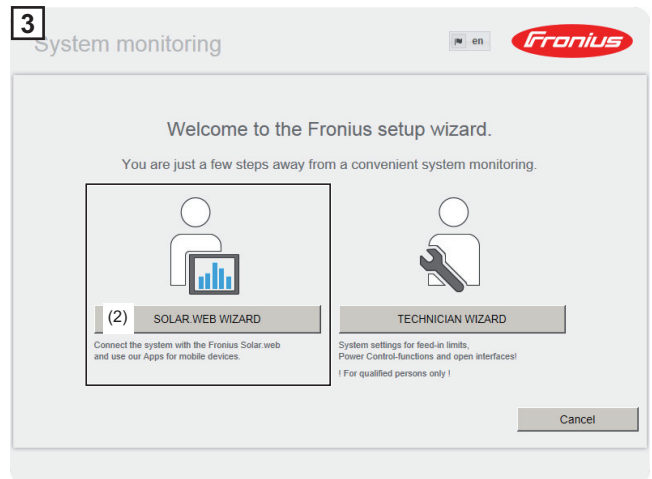 3
System monitoring
en
Fronius
Welcome to the Fronius setup wizard.
You are just a few steps away from a convenient system monitoring.
(2)
SOLAR.WEB WIZARD
Connect the system with the Fronius Solar.web
and use our Apps for mobile devices.
TECHNICIAN WIZARD
System settings for feed-in limits,
Power Control-functions and open interfaces!
! For qualified persons only !
Cancel